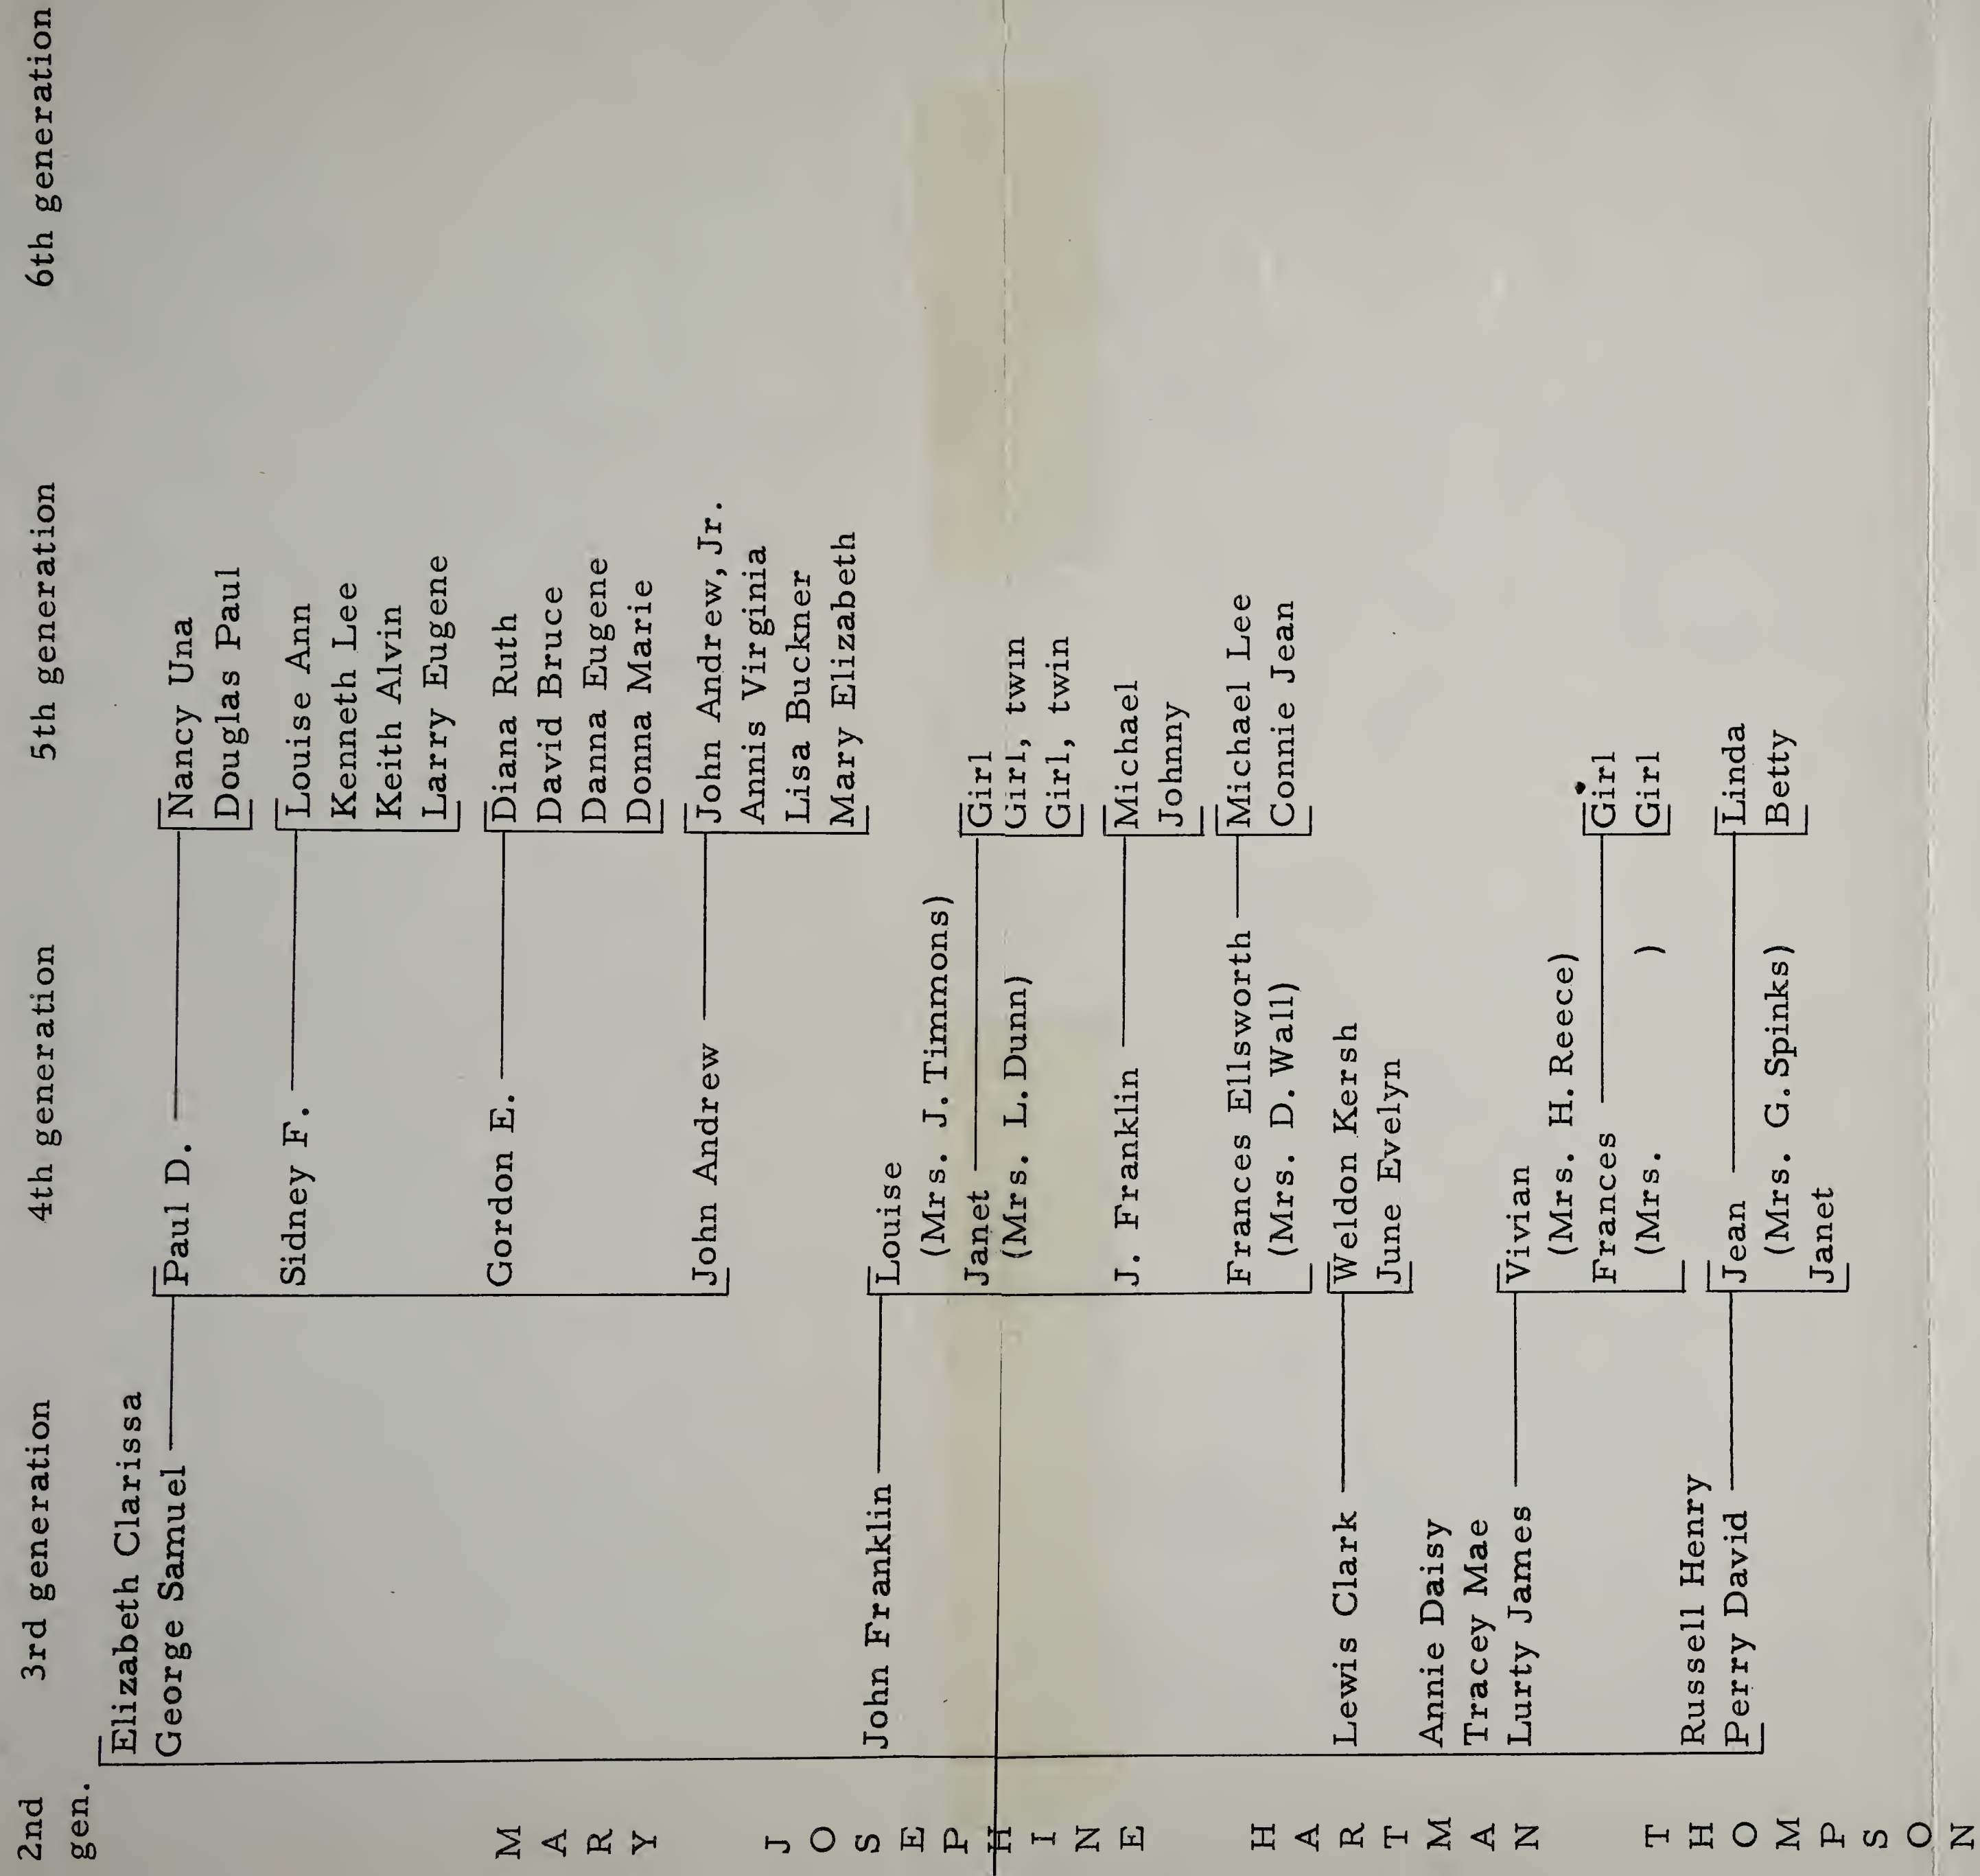 2nd gen. 3rd generation 4th generation 5th generation 6th generation
MARY JOSEPHINE HARTMAN THOMPSON
Elizabeth Clarissa
George Samuel Paul D. Nancy Una
Douglas Paul
Sidney F. Louise Ann
Kenneth Lee
Keith Alvin
Larry Eugene
Gordon E. Diana Ruth
David Bruce
Danna Eugene
Donna Marie
John Andrew John Andrew, Jr.
Annis Virginia
Lisa Buckner
Mary Elizabeth
John Franklin Louise
(Mrs. J. Timmons)
Janet Girl
(Mrs. L. Dunn) Girl, twin
Girl, twin
J. Franklin Michael
Johnny
Frances Ellsworth Michael Lee
(Mrs. D. Wall) Connie Jean
Lewis Clark Weldon Kersh
June Evelyn
Annie Daisy
Tracey Mae
Lurty James Vivian
(Mrs. H. Reece)
Frances Girl
(Mrs. ) Girl
Russell Henry
Perry David Jean Linda
(Mrs. G. Spinks) Betty
Janet